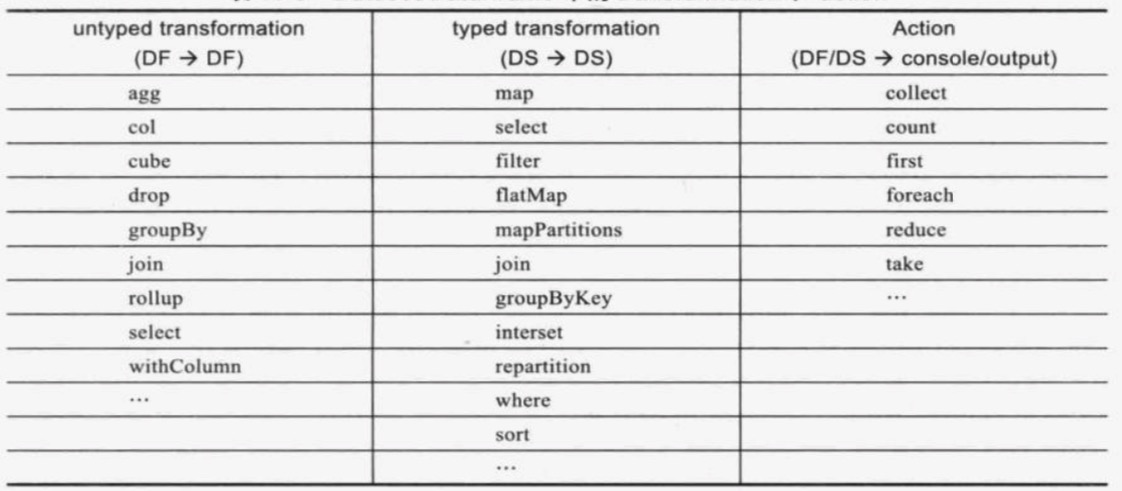 untyped transformation typed transformation Action
(DF → DF) (DS → DS) (DF/DS → console/output)
agg map collect
col select count
cube filter first
drop flatMap foreach
groupBy mapPartitions reduce
join join take
rollup groupByKey ···
select interset
withColumn repartition
··· where
sort
···